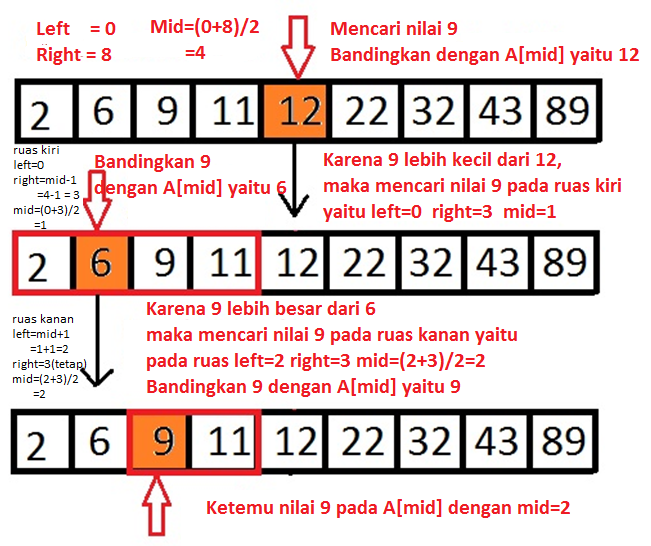 Left = 0 Mid=(0+8)/2 Mencari nilai 9
Right = 8 =4 Bandingkan dengan A[mid] yaitu 12
2 6 9 11 12 22 32 43 89
ruas kiri
left=0
right=mid-1
=4-1 = 3
mid=(0+3)/2
=1
Bandingkan 9
dengan A[mid] yaitu 6
Karena 9 lebih kecil dari 12,
maka mencari nilai 9 pada ruas kiri
yaitu left=0 right=3 mid=1
2 6 9 11 12 22 32 43 89
ruas kanan
left=mid+1
=1+1=2
right=3(tetap)
mid=(2+3)/2
=2
Karena 9 lebih besar dari 6
maka mencari nilai 9 pada ruas kanan yaitu
pada ruas left=2 right=3 mid=(2+3)/2=2
Bandingkan 9 dengan A[mid] yaitu 9
2 6 9 11 12 22 32 43 89
Ketemu nilai 9 pada A[mid] dengan mid=2